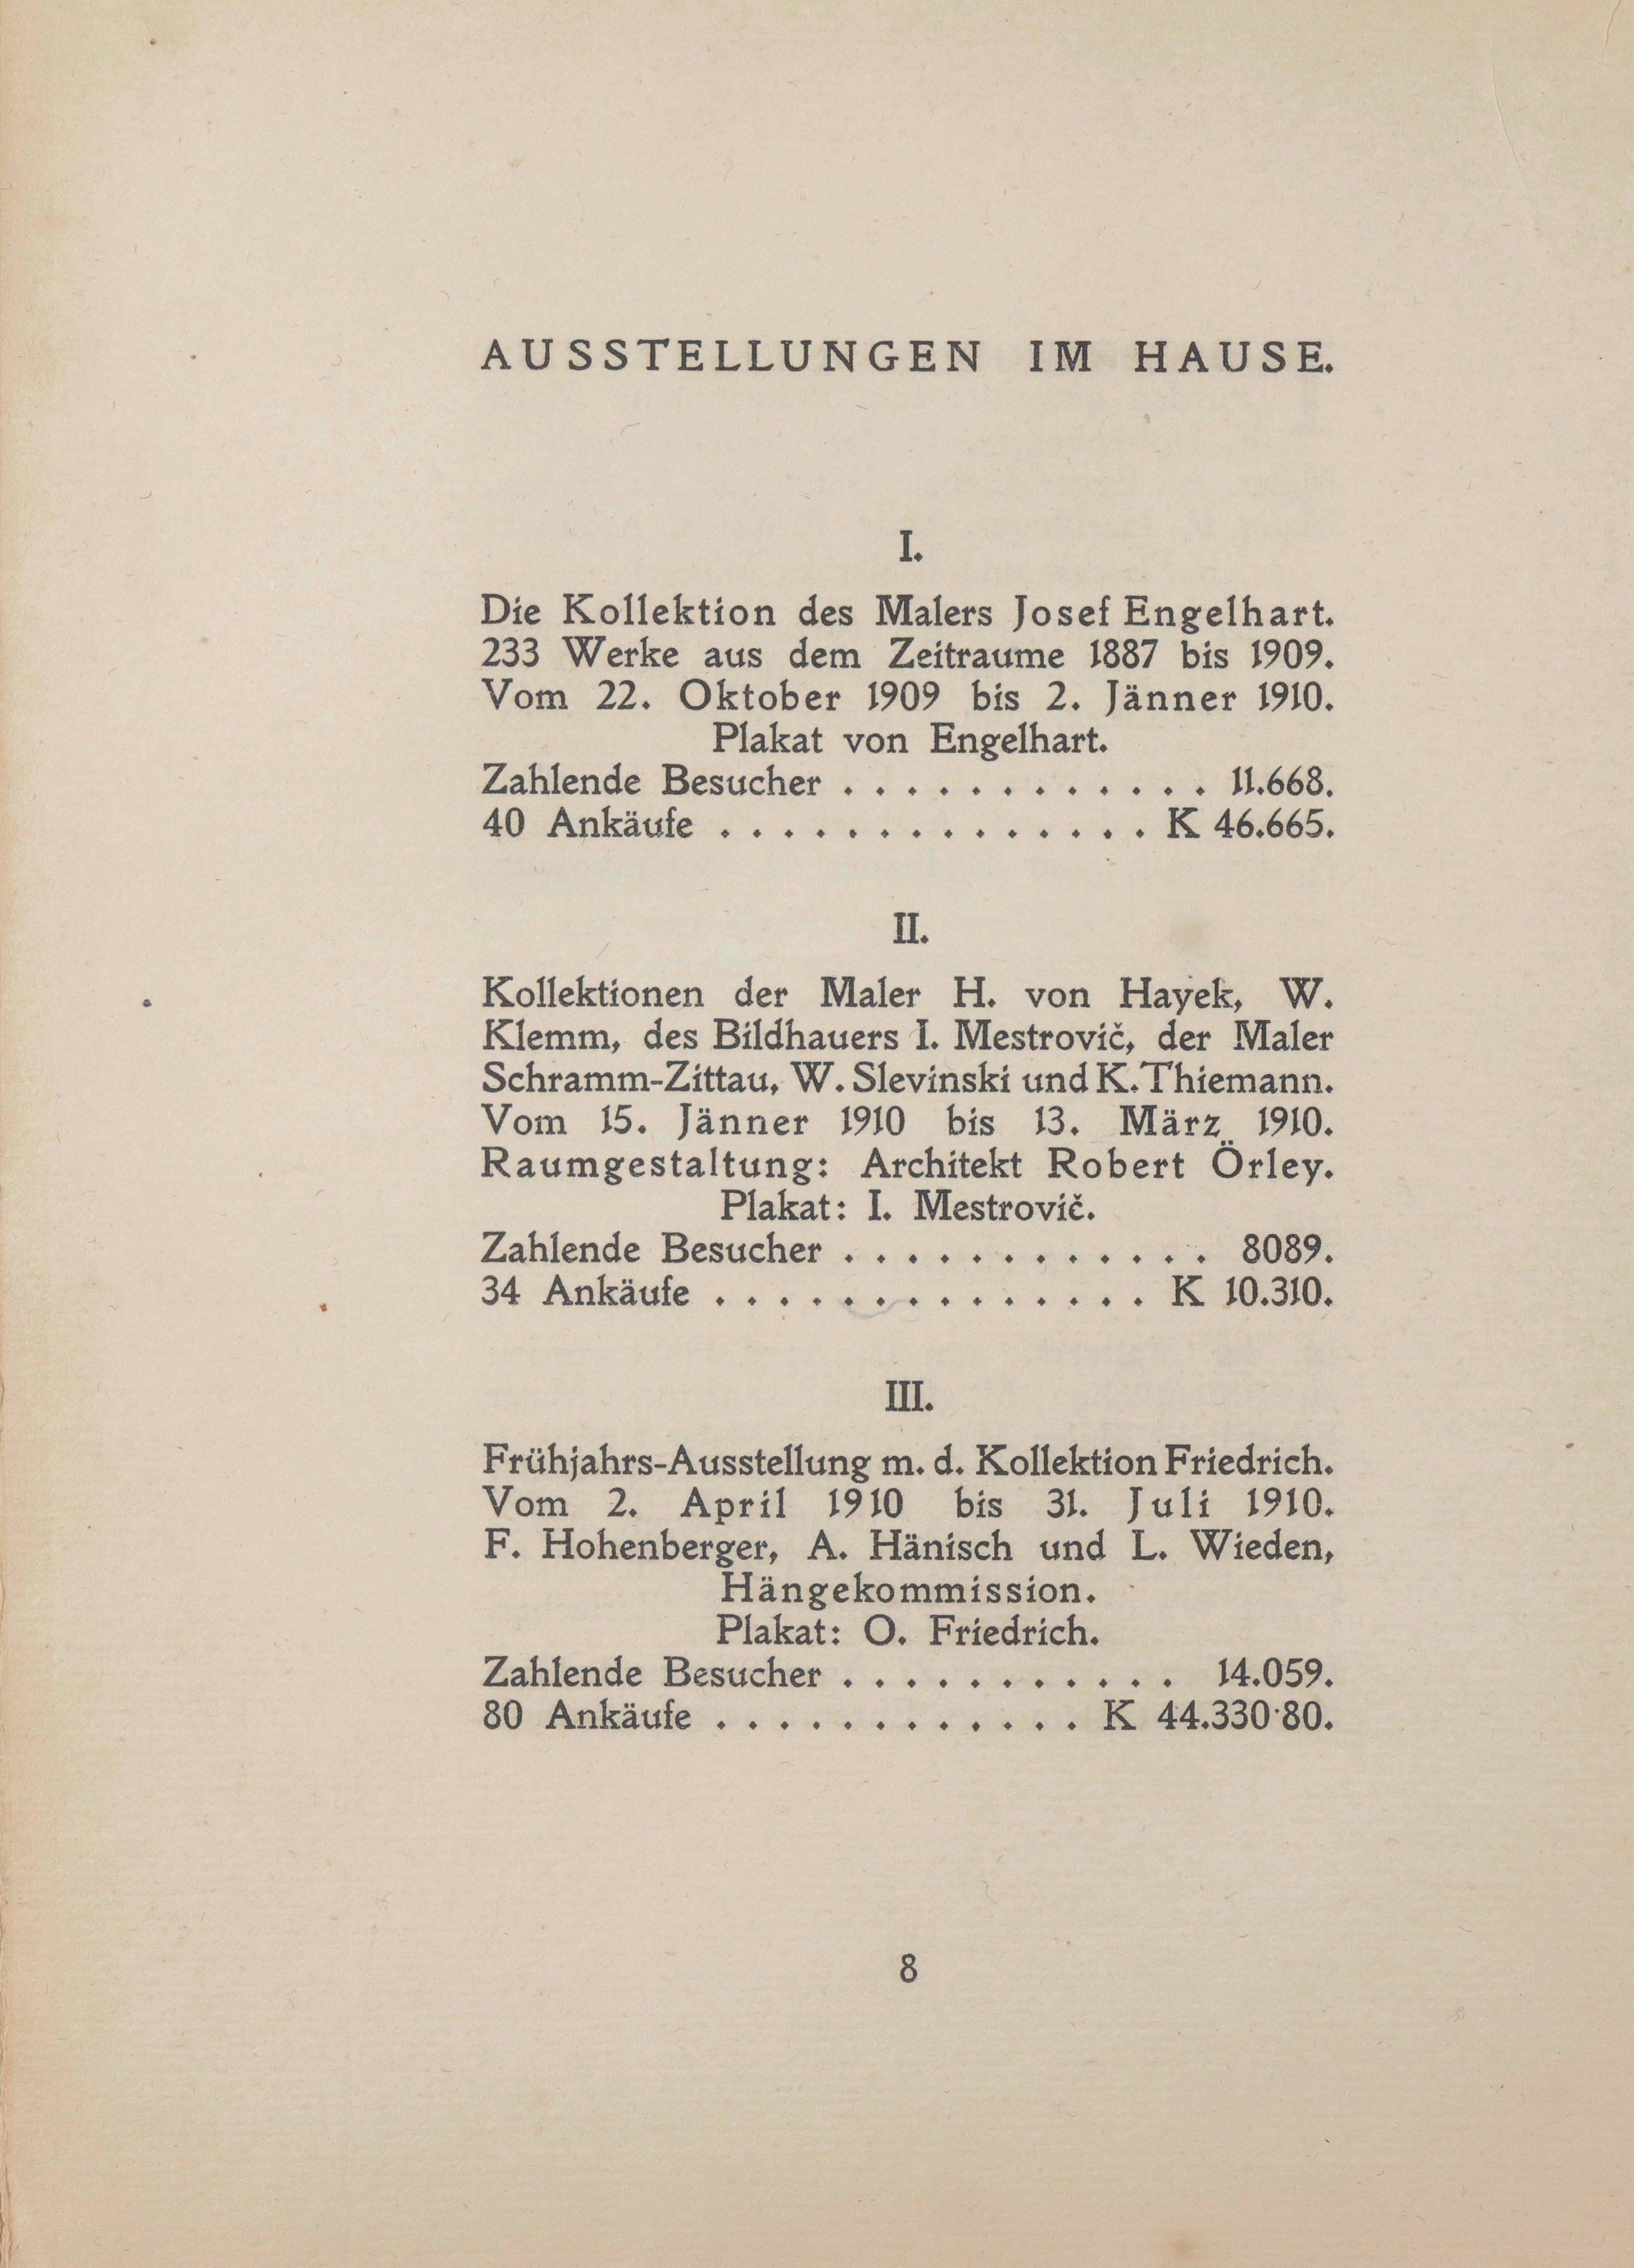 AUSSTELLUNGEN IM HAUSE.
I.
Die Kollektion des Malers Josef Engelhart.
233 Werke aus dem Zeitraume 1887 bis 1909.
Vom 22. Oktober 1909 bis 2. Jänner 1910.
Plakat von Engelhart.
Zahlende Besucher . . . . . . . . . . . . 11.668.
40 Ankäufe . . . . . . . . . . . . . . K 46.665.
II.
Kollektionen der Maler H. von Hayek, W.
Klemm, des Bildhauers I. Mestrovič, der Maler
Schramm-Zittau, W. Slevinski und K. Thiemann.
Vom 15. Jänner 1910 bis 13. März 1910.
Raumgestaltung: Architekt Robert Örley.
Plakat: I. Mestrovič.
Zahlende Besucher . . . . . . . . . . . . 8089.
34 Ankäufe . . . . . . . . . . . . . . K 10.310.
III.
Frühjahrs-Ausstellung m. d. Kollektion Friedrich.
Vom 2. April 1910 bis 31. Juli 1910.
F. Hohenberger, A. Hänisch und L. Wieden,
Hängekommission.
Plakat: O. Friedrich.
Zahlende Besucher . . . . . . . . . . . 14.059.
80 Ankäufe . . . . . . . . . . . . K 44.330·80.
8